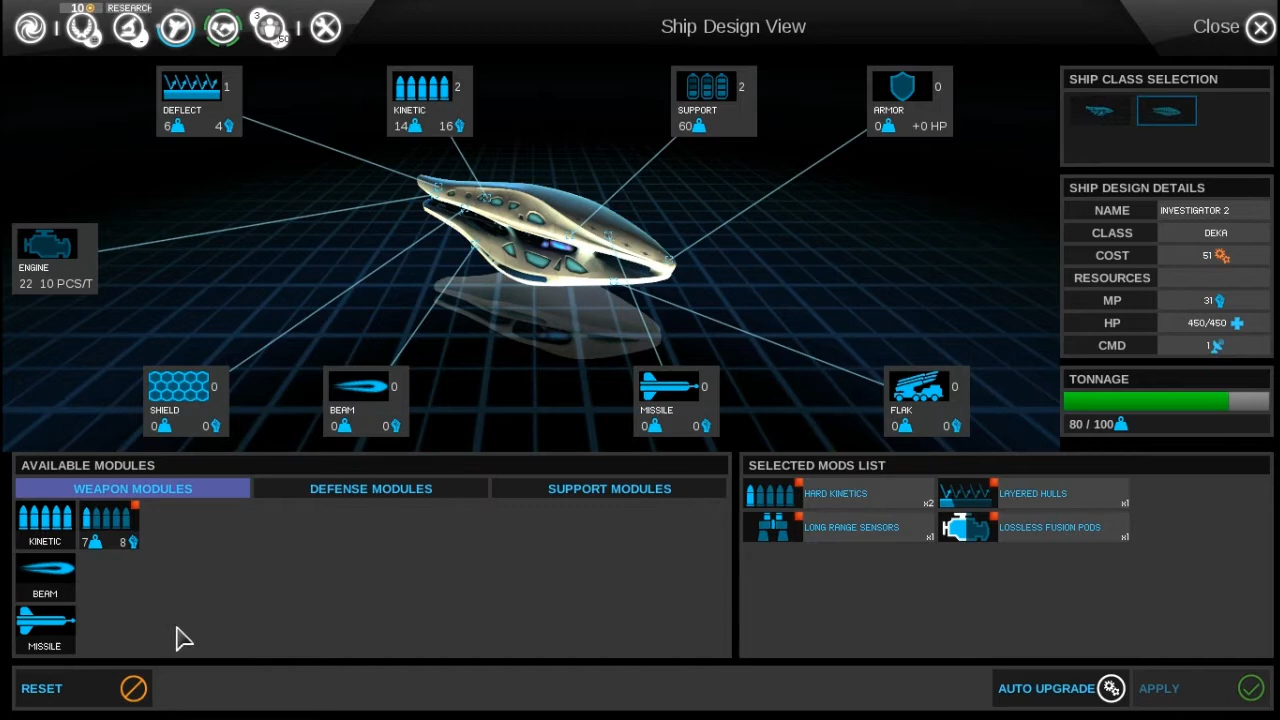 10 RESEARCH
3
50
Ship Design View
Close
DEFLECT
1
6 4
KINETIC
2
14 16
SUPPORT
2
60
ARMOR
0
0 +0 HP
ENGINE
22 10 PCS/T
SHIELD
0
0 0
BEAM
0
0 0
MISSILE
0
0 0
FLAK
0
0 0
SHIP CLASS SELECTION
SHIP DESIGN DETAILS
NAME INVESTIGATOR 2
CLASS DEKA
COST 51
RESOURCES
MP 31
HP 450/450
CMD 1
TONNAGE
80 / 100
AVAILABLE MODULES
WEAPON MODULES DEFENSE MODULES SUPPORT MODULES
KINETIC
7 8
BEAM
MISSILE
SELECTED MODS LIST
HARD KINETICS x2
LAYERED HULLS x1
LONG RANGE SENSORS x1
LOSSLESS FUSION PODS x1
RESET
AUTO UPGRADE
APPLY